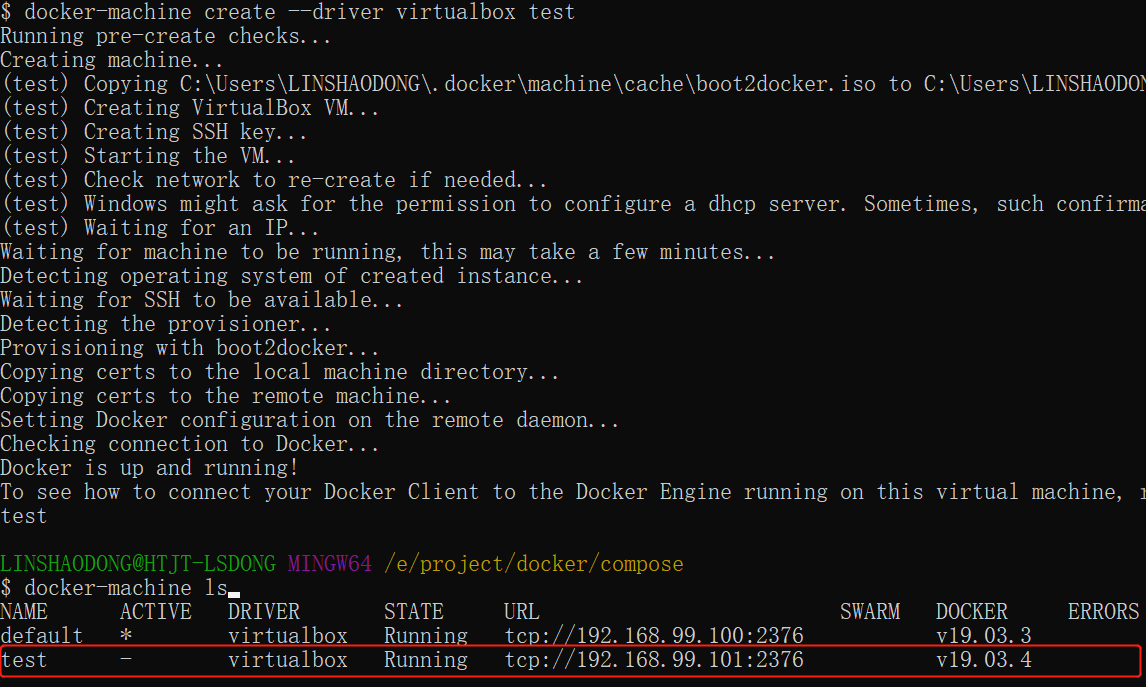 $ docker-machine create --driver virtualbox test
Running pre-create checks...
Creating machine...
(test) Copying C:\Users\LINSHAODONG\.docker\machine\cache\boot2docker.iso to C:\Users\LINSHAODON
(test) Creating VirtualBox VM...
(test) Creating SSH key...
(test) Starting the VM...
(test) Check network to re-create if needed...
(test) Windows might ask for the permission to configure a dhcp server. Sometimes, such confirma
(test) Waiting for an IP...
Waiting for machine to be running, this may take a few minutes...
Detecting operating system of created instance...
Waiting for SSH to be available...
Detecting the provisioner...
Provisioning with boot2docker...
Copying certs to the local machine directory...
Copying certs to the remote machine...
Setting Docker configuration on the remote daemon...
Checking connection to Docker...
Docker is up and running!
To see how to connect your Docker Client to the Docker Engine running on this virtual machine, r
test
LINSHAODONG@HTJT-LSDONG MINGW64 /e/project/docker/compose
$ docker-machine ls
NAME ACTIVE DRIVER STATE URL SWARM DOCKER ERRORS
default * virtualbox Running tcp://192.168.99.100:2376 v19.03.3
test - virtualbox Running tcp://192.168.99.101:2376 v19.03.4